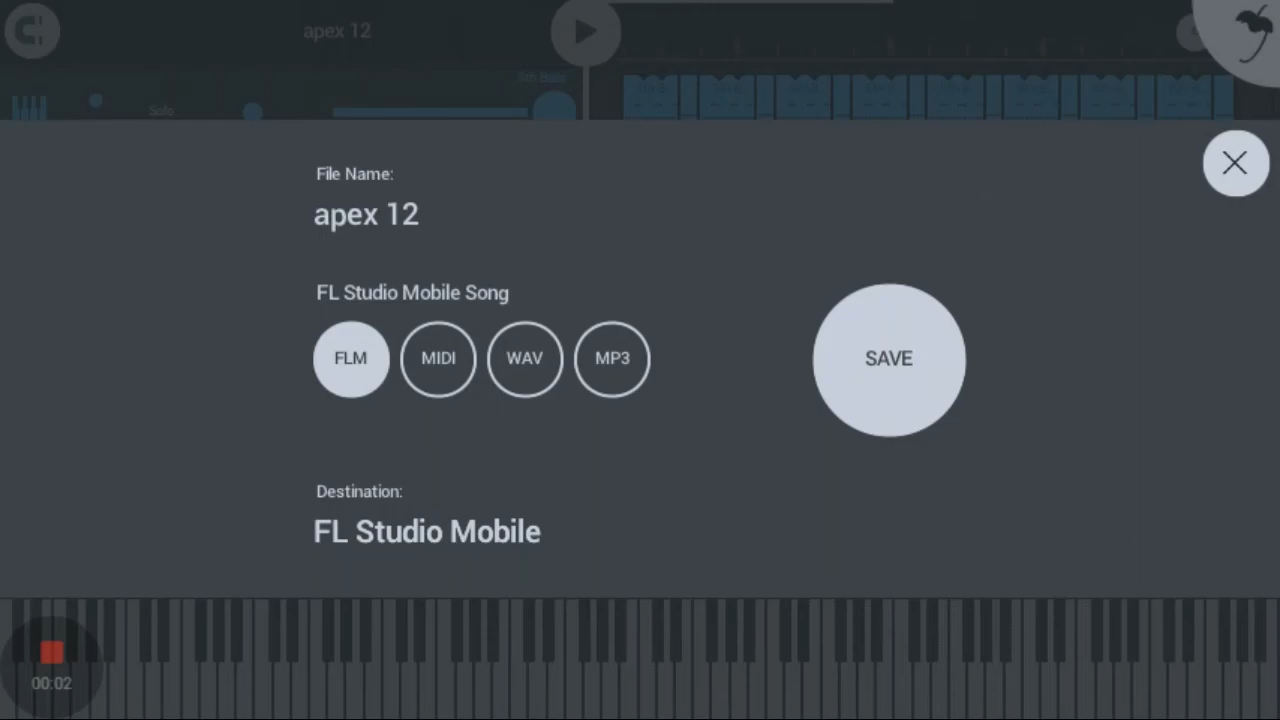 apex 12
Solo
File Name:
apex 12
FL Studio Mobile Song
FLM MIDI WAV MP3
SAVE
Destination:
FL Studio Mobile
00:02